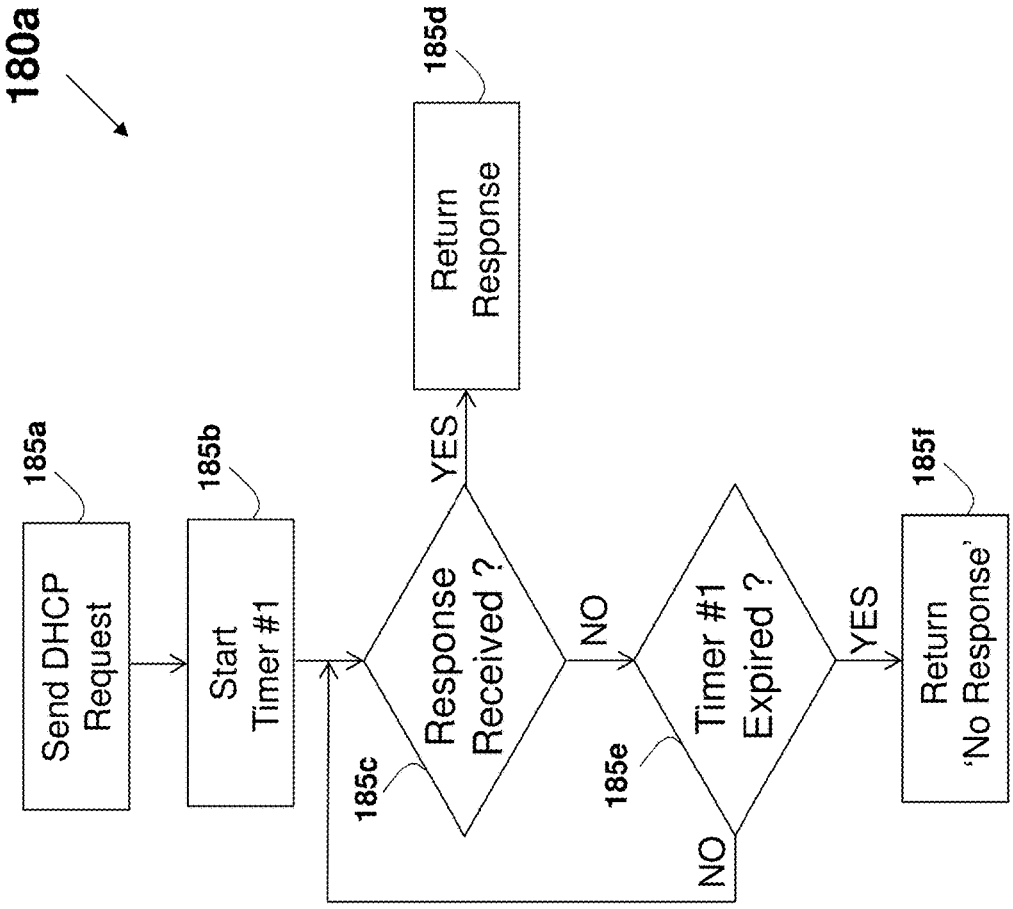 180a
Send DHCP
Request
185a
Start
Timer #1
185b
Response
Received ?
185c
YES
Return
Response
185d
NO
Timer #1
Expired ?
185e
NO
YES
Return
'No Response'
185f